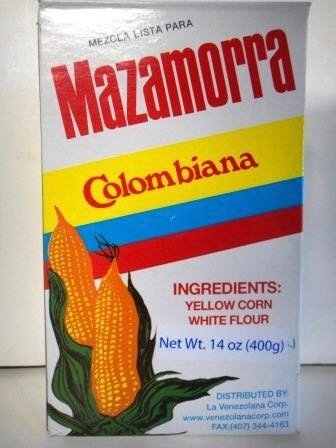 MEZCLA LISTA PARA
Mazamorra
Colombiana
INGREDIENTS:
YELLOW CORN
WHITE FLOUR
Net Wt. 14 oz (400g) .)
DISTRIBUTED BY:
La Venezolana Corp.
www.venezolanacorp.com
FAX:(407) 344-4163